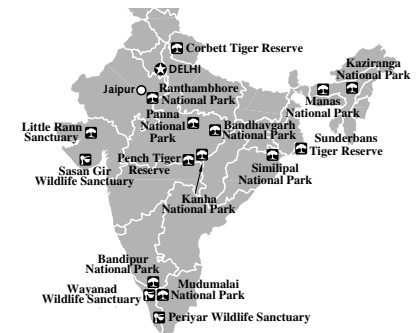 Corbett Tiger Reserve
Kaziranga
National Park
DELHI
Jaipur
Ranthambhore
National Park
Manas
National Park
Panna
National
Park
Little Rann
Sanctuary
Bandhavgarh
National Park
Sunderbans
Tiger Reserve
Sasan Gir
Wildlife Sanctuary
Pench Tiger
Reserve
Similipal
National Park
Kanha
National Park
Bandipur
National Park
Wayanad
Wildlife Sanctuary
Mudumalai
National Park
Periyar Wildlife Sanctuary